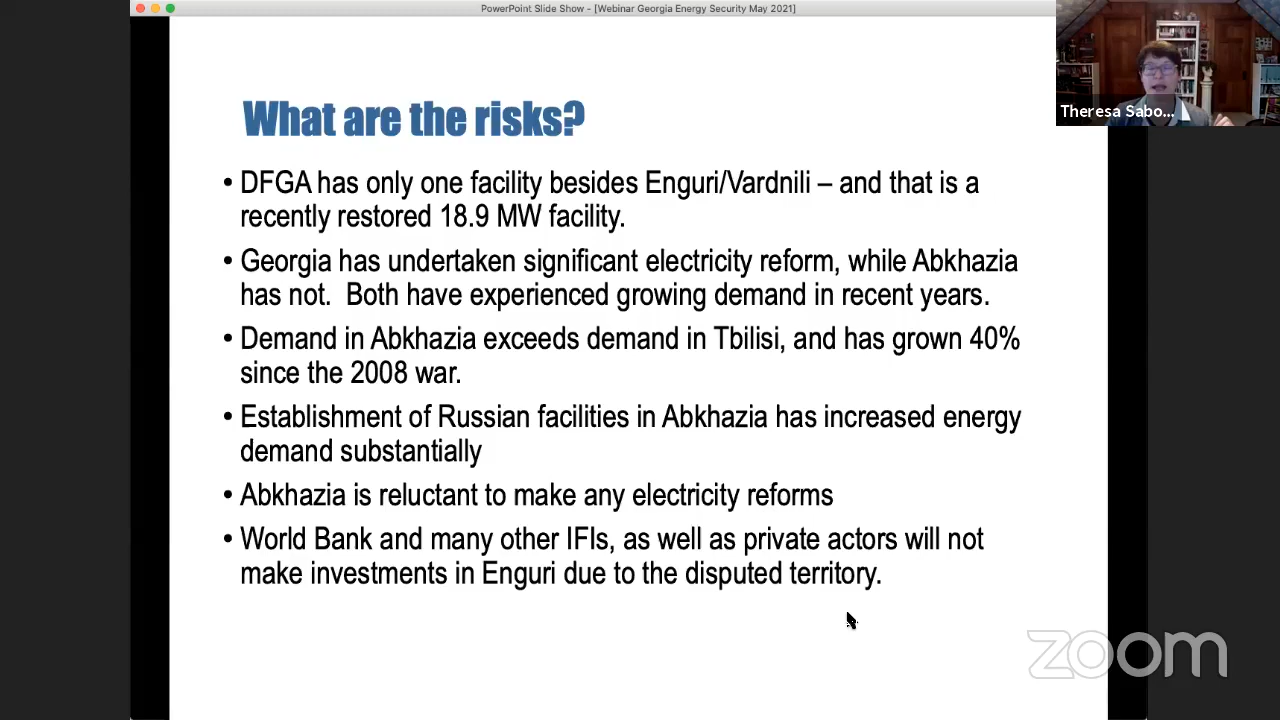 PowerPoint Slide Show - [Webinar Georgia Energy Security May 2021]
Theresa Sabo...
What are the risks?
• DFGA has only one facility besides Enguri/Vardnili – and that is a
recently restored 18.9 MW facility.
• Georgia has undertaken significant electricity reform, while Abkhazia
has not.  Both have experienced growing demand in recent years.
• Demand in Abkhazia exceeds demand in Tbilisi, and has grown 40%
since the 2008 war.
• Establishment of Russian facilities in Abkhazia has increased energy
demand substantially
• Abkhazia is reluctant to make any electricity reforms
• World Bank and many other IFIs, as well as private actors will not
make investments in Enguri due to the disputed territory.
zoom